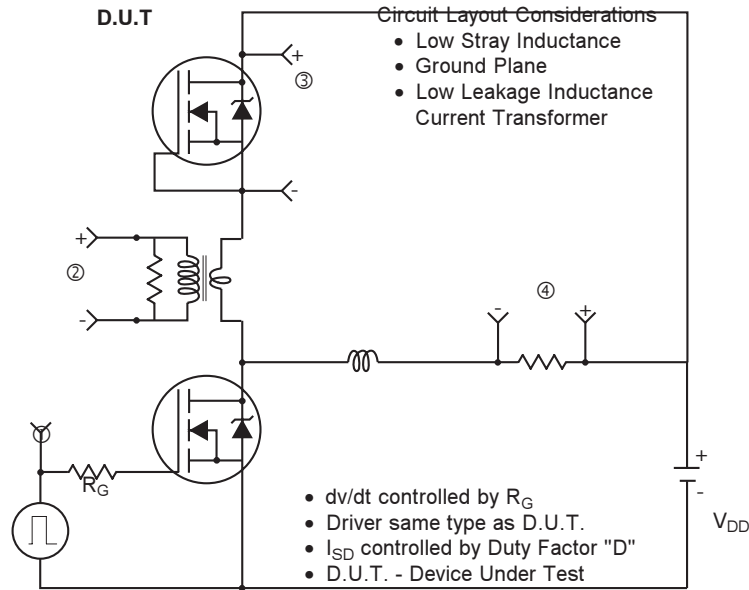 D.U.T
Circuit Layout Considerations
• Low Stray Inductance
• Ground Plane
• Low Leakage Inductance
Current Transformer
+
③
-
+
②
-
④
- +
①
R_G
+
-
V_DD
• dv/dt controlled by R_G
• Driver same type as D.U.T.
• I_SD controlled by Duty Factor "D"
• D.U.T. - Device Under Test